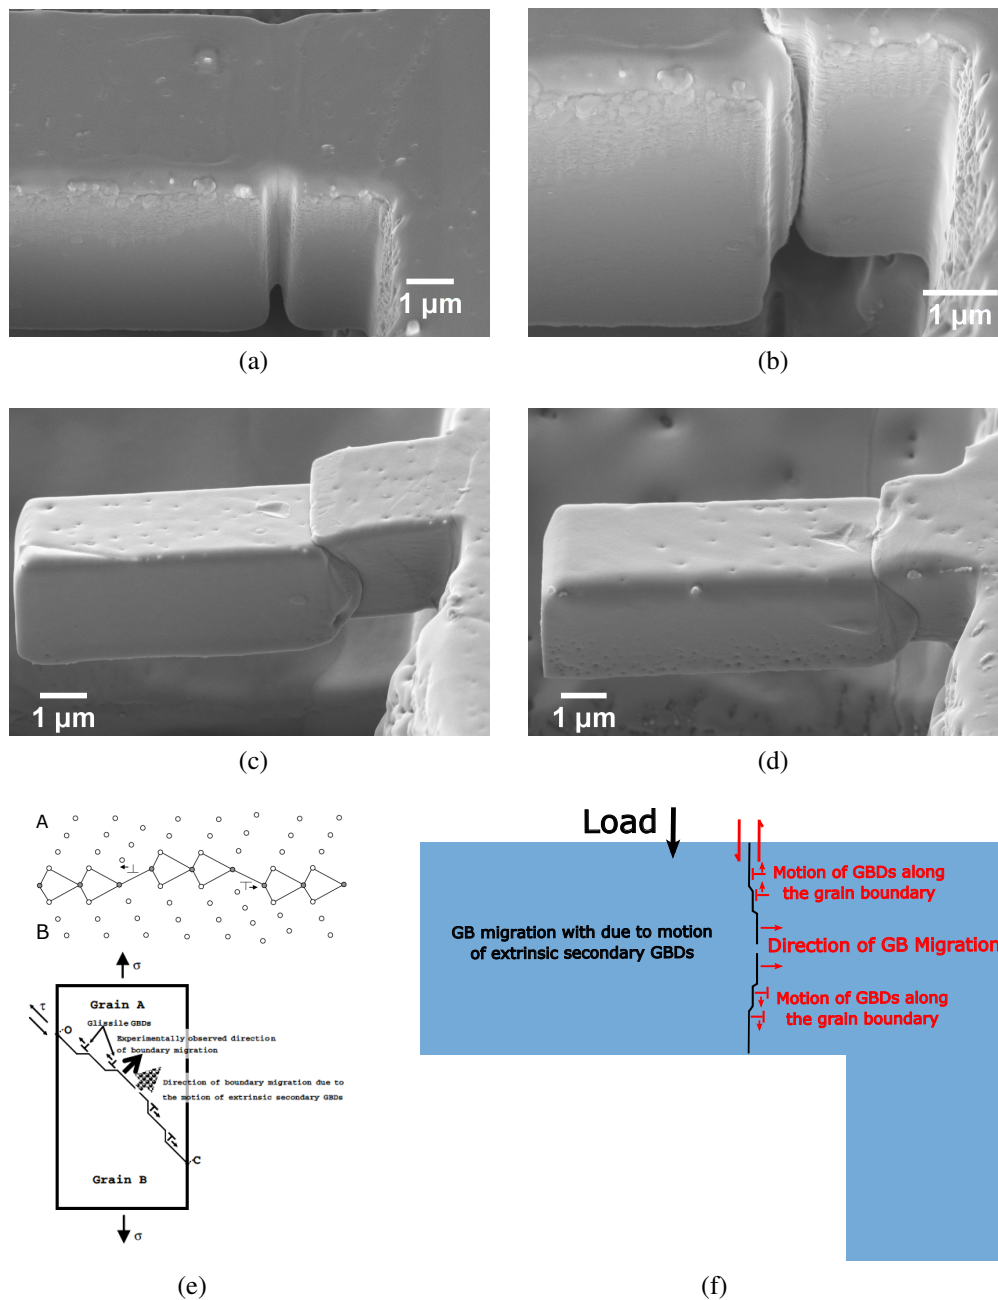 1 µm
(a)
1 µm
(b)
1 µm
(c)
1 µm
(d)
A
B
σ
Grain A
τ
Glissile GBDs
O
Experimentally observed direction
of boundary migration
Direction of boundary migration due to
the motion of extrinsic secondary GBDs
C
Grain B
σ
(e)
Load
Motion of GBDs along
the grain boundary
GB migration with due to motion
of extrinsic secondary GBDs
Direction of GB Migration
Motion of GBDs along
the grain boundary
(f)